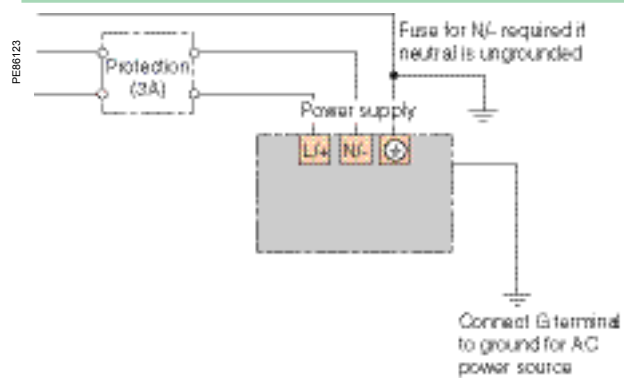 PE86123
Fuse for N/- required if
neutral is ungrounded
Protection
(3A)
Power supply
L/+ N/-
Connect G terminal
to ground for AC
power source